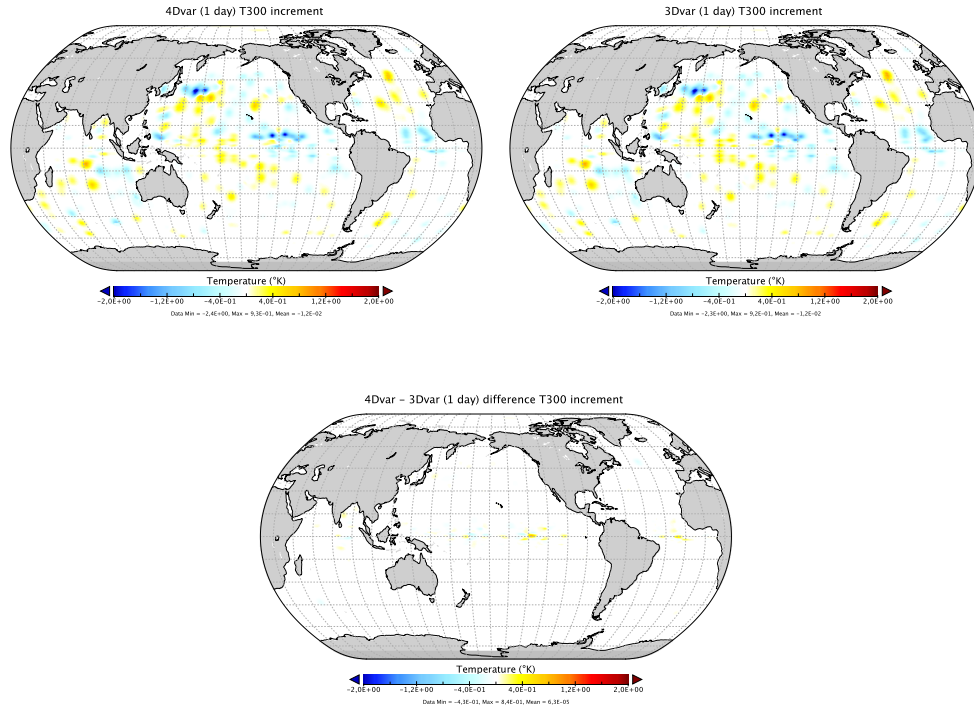 4Dvar (1 day) T300 increment
Temperature (°K)
−2,0E+00 −1,2E+00 −4,0E−01 4,0E−01 1,2E+00 2,0E+00
Data Min = −2,4E+00, Max = 9,3E−01, Mean = −1,2E−02
3Dvar (1 day) T300 increment
Temperature (°K)
−2,0E+00 −1,2E+00 −4,0E−01 4,0E−01 1,2E+00 2,0E+00
Data Min = −2,3E+00, Max = 9,2E−01, Mean = −1,2E−02
4Dvar − 3Dvar (1 day) difference T300 increment
Temperature (°K)
−2,0E+00 −1,2E+00 −4,0E−01 4,0E−01 1,2E+00 2,0E+00
Data Min = −4,3E−01, Max = 8,4E−01, Mean = 6,3E−05